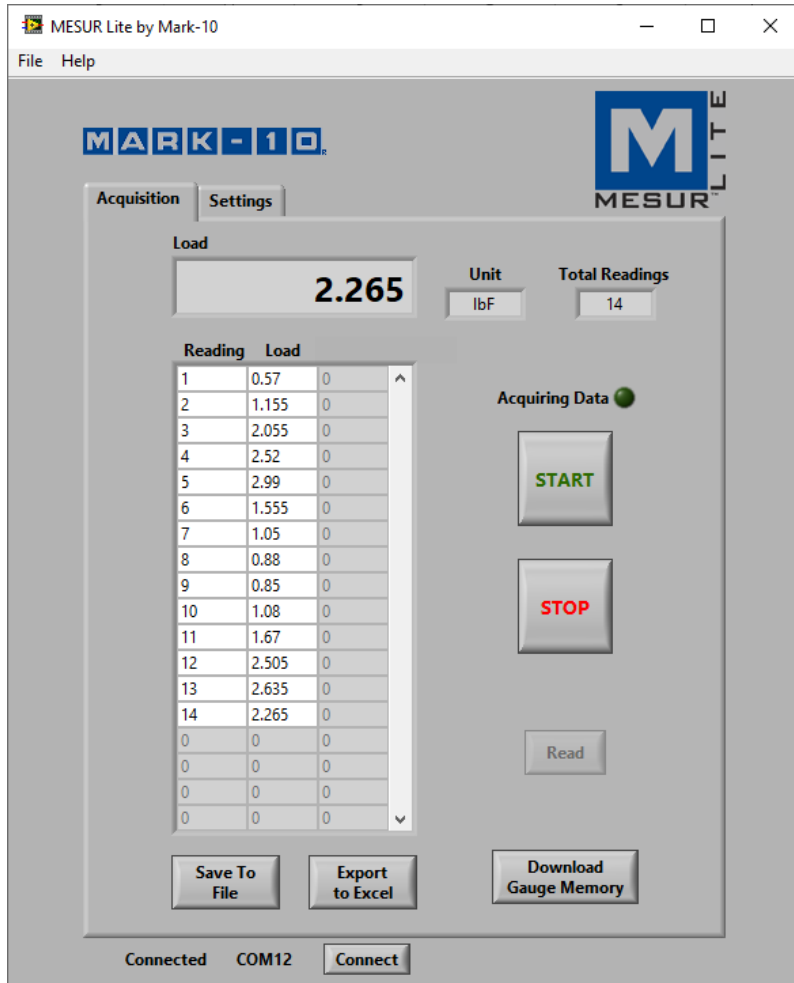 MESUR Lite by Mark-10
File Help
MARK-10®
M
MESUR™ LITE
Acquisition Settings
Load
2.265
Unit Total Readings
lbF 14
Reading Load
1 0.57 0
2 1.155 0
3 2.055 0
4 2.52 0
5 2.99 0
6 1.555 0
7 1.05 0
8 0.88 0
9 0.85 0
10 1.08 0
11 1.67 0
12 2.505 0
13 2.635 0
14 2.265 0
0 0 0
0 0 0
0 0 0
0 0 0
Acquiring Data
START
STOP
Read
Save To
File
Export
to Excel
Download
Gauge Memory
Connected COM12 Connect